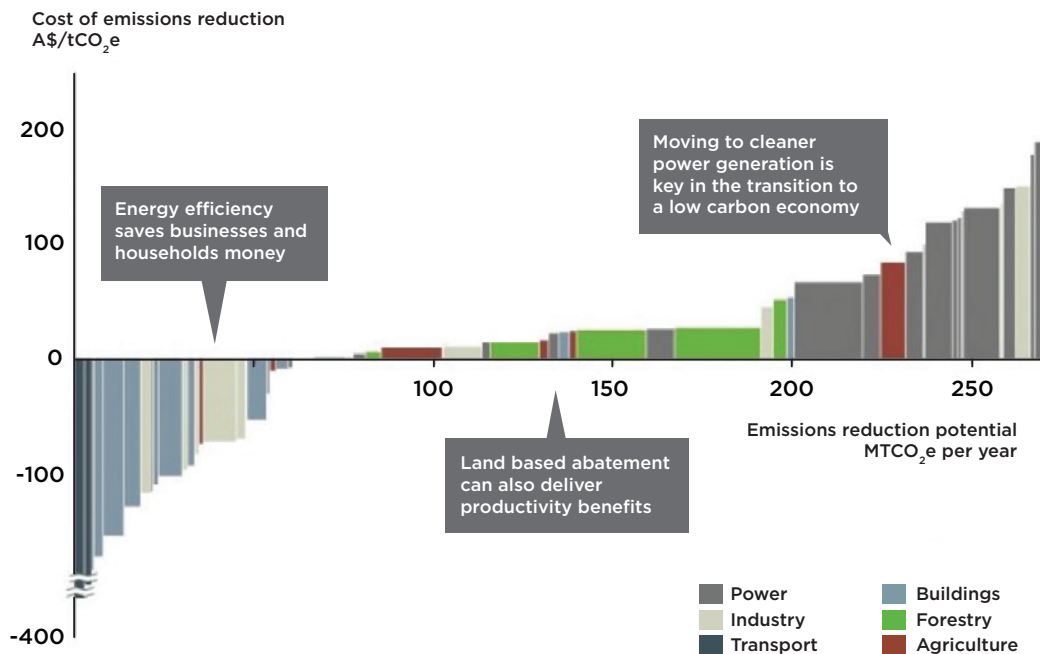 Cost of emissions reduction
A$/tCO₂e
200
100
0
-100
-400
Energy efficiency
saves businesses and
households money
Moving to cleaner
power generation is
key in the transition to
a low carbon economy
100
150
200
250
Emissions reduction potential
MTCO₂e per year
Land based abatement
can also deliver
productivity benefits
Power
Industry
Transport
Buildings
Forestry
Agriculture